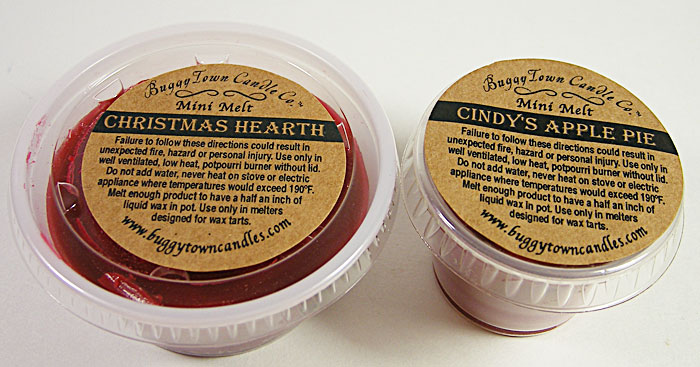 BuggyTown Candle Co.™
Mini Melt
CHRISTMAS HEARTH
Failure to follow these directions could result in
unexpected fire, hazard or personal injury. Use only in
well ventilated, low heat, potpourri burner without lid.
Do not add water, never heat on stove or electric
appliance where temperatures would exceed 190°F.
Melt enough product to have a half an inch of
liquid wax in pot. Use only in melters
designed for wax tarts.
www.buggytowncandles.com
BuggyTown Candle Co.™
Mini Melt
CINDY'S APPLE PIE
Failure to follow these directions could result in
unexpected fire, hazard or personal injury. Use only in
well ventilated, low heat, potpourri burner without lid.
Do not add water, never heat on stove or electric
appliance where temperatures would exceed 190°F.
Melt enough product to have a half an inch of
liquid wax in pot. Use only in melters
designed for wax tarts.
www.buggytowncandles.com